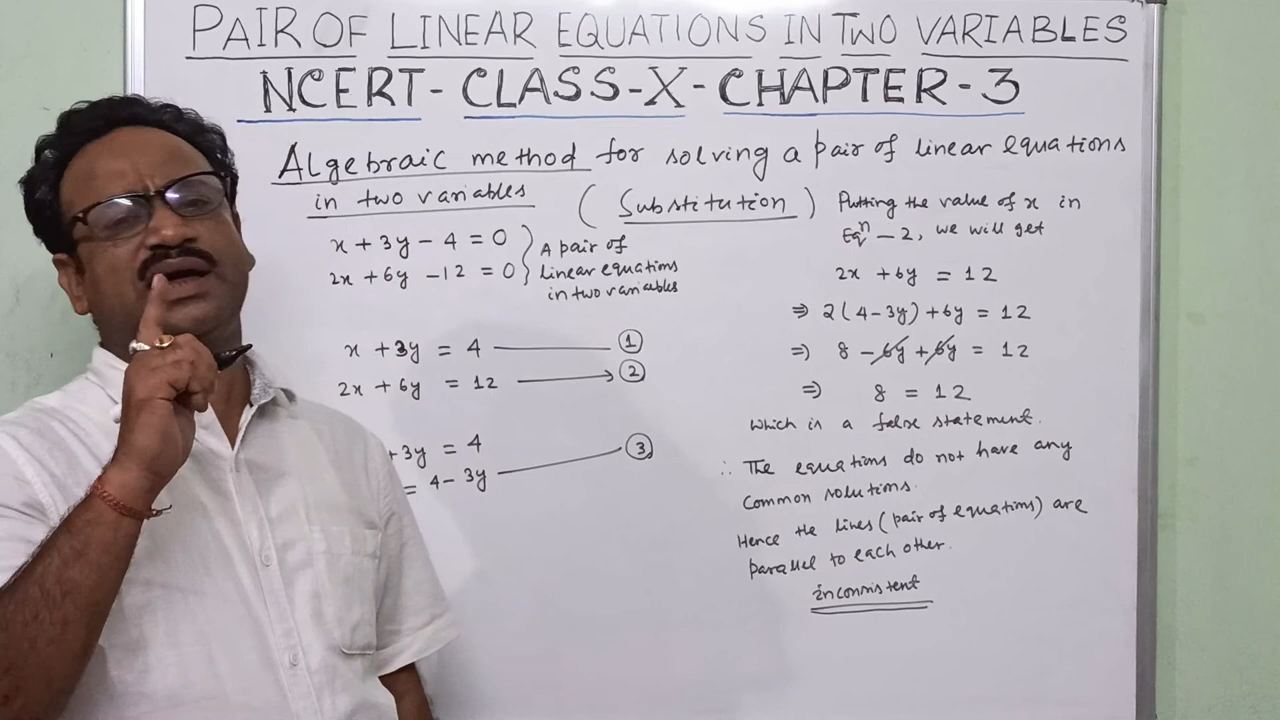 PAIR OF LINEAR EQUATIONS IN TWO VARIABLES
NCERT - CLASS - X - CHAPTER - 3
Algebraic method for solving a pair of linear equations
in two variables (Substitution)
x + 3y - 4 = 0
2x + 6y - 12 = 0
} A pair of
linear equations
in two variables
x + 3y = 4 ——— ①
2x + 6y = 12 ——→ ②
+ 3y = 4
= 4 - 3y ——— ③
Putting the value of x in
Eqⁿ - 2, we will get
2x + 6y = 12
⇒ 2(4 - 3y) + 6y = 12
⇒ 8 - 6y + 6y = 12
⇒ 8 = 12
Which is a false statement.
∴ The equations do not have any
Common solutions.
Hence the lines (pair of equations) are
parallel to each other.
inconsistent